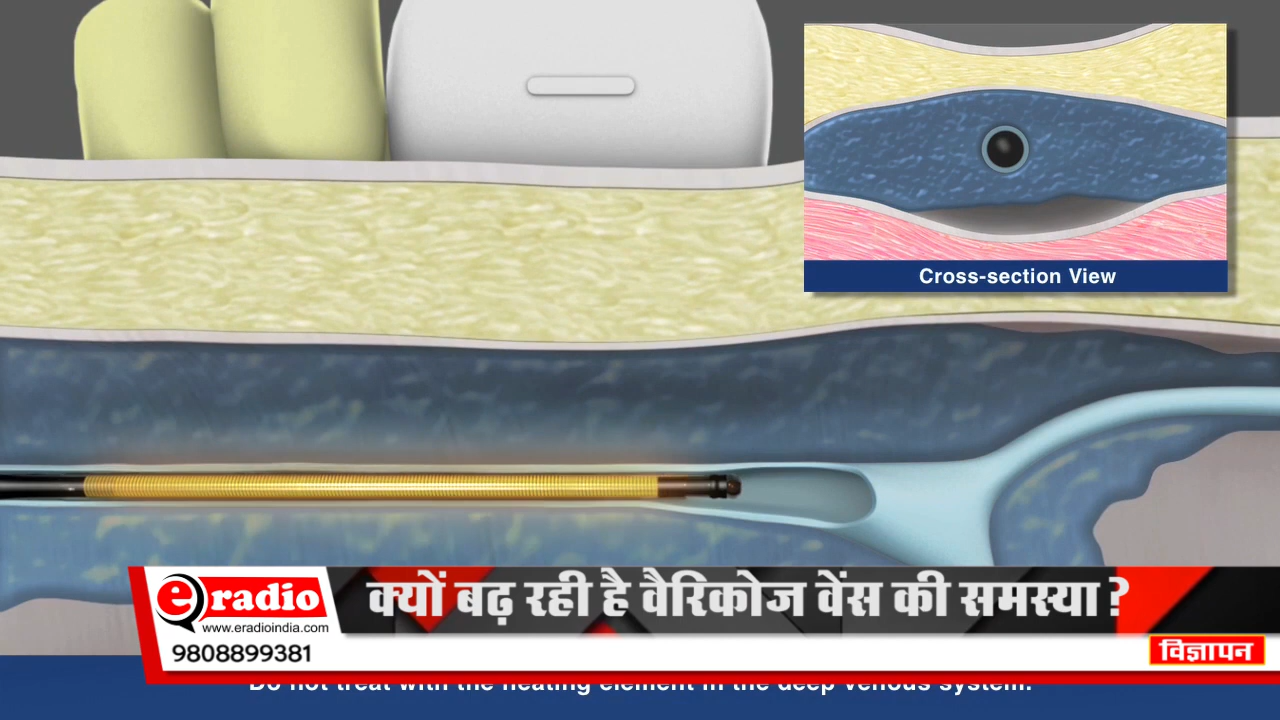 Cross-section View
eradio
www.eradioindia.com
क्यों बढ़ रही है वैरिकोज वेंस की समस्या?
9808899381
विज्ञापन
Do not treat with the heating element in the deep venous system.